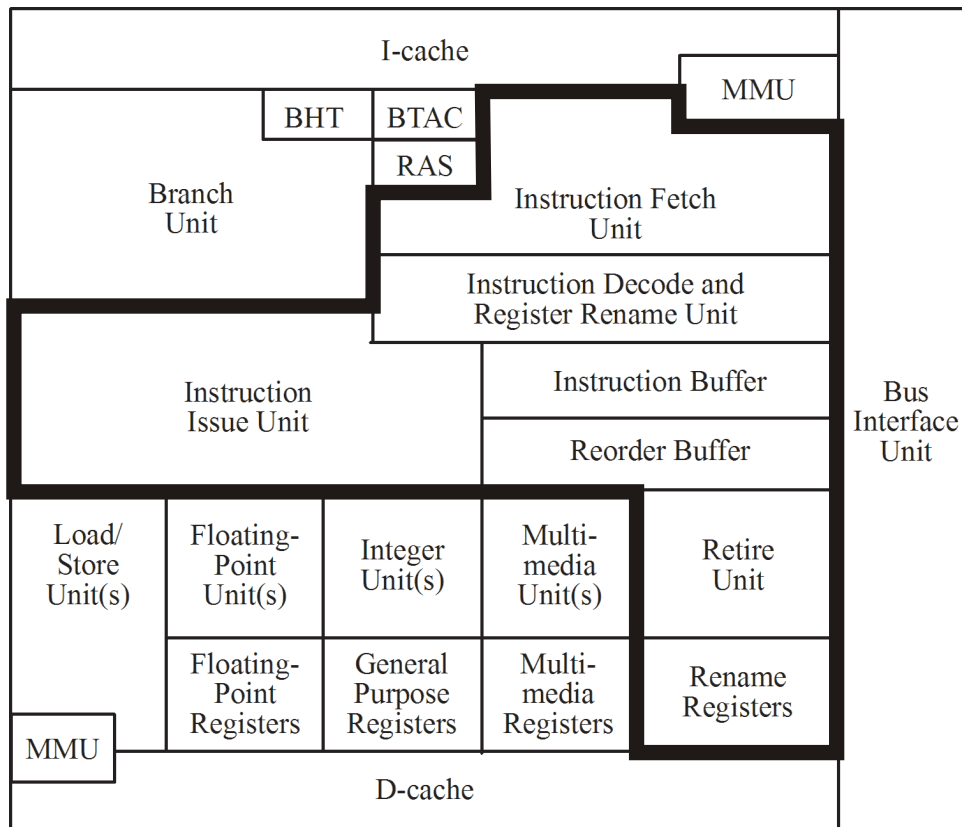 I-cache
MMU
BHT
BTAC
RAS
Branch
Unit
Instruction Fetch
Unit
Instruction Decode and
Register Rename Unit
Instruction
Issue Unit
Instruction Buffer
Reorder Buffer
Bus
Interface
Unit
Load/
Store
Unit(s)
Floating-
Point
Unit(s)
Integer
Unit(s)
Multi-
media
Unit(s)
Retire
Unit
Floating-
Point
Registers
General
Purpose
Registers
Multi-
media
Registers
Rename
Registers
MMU
D-cache